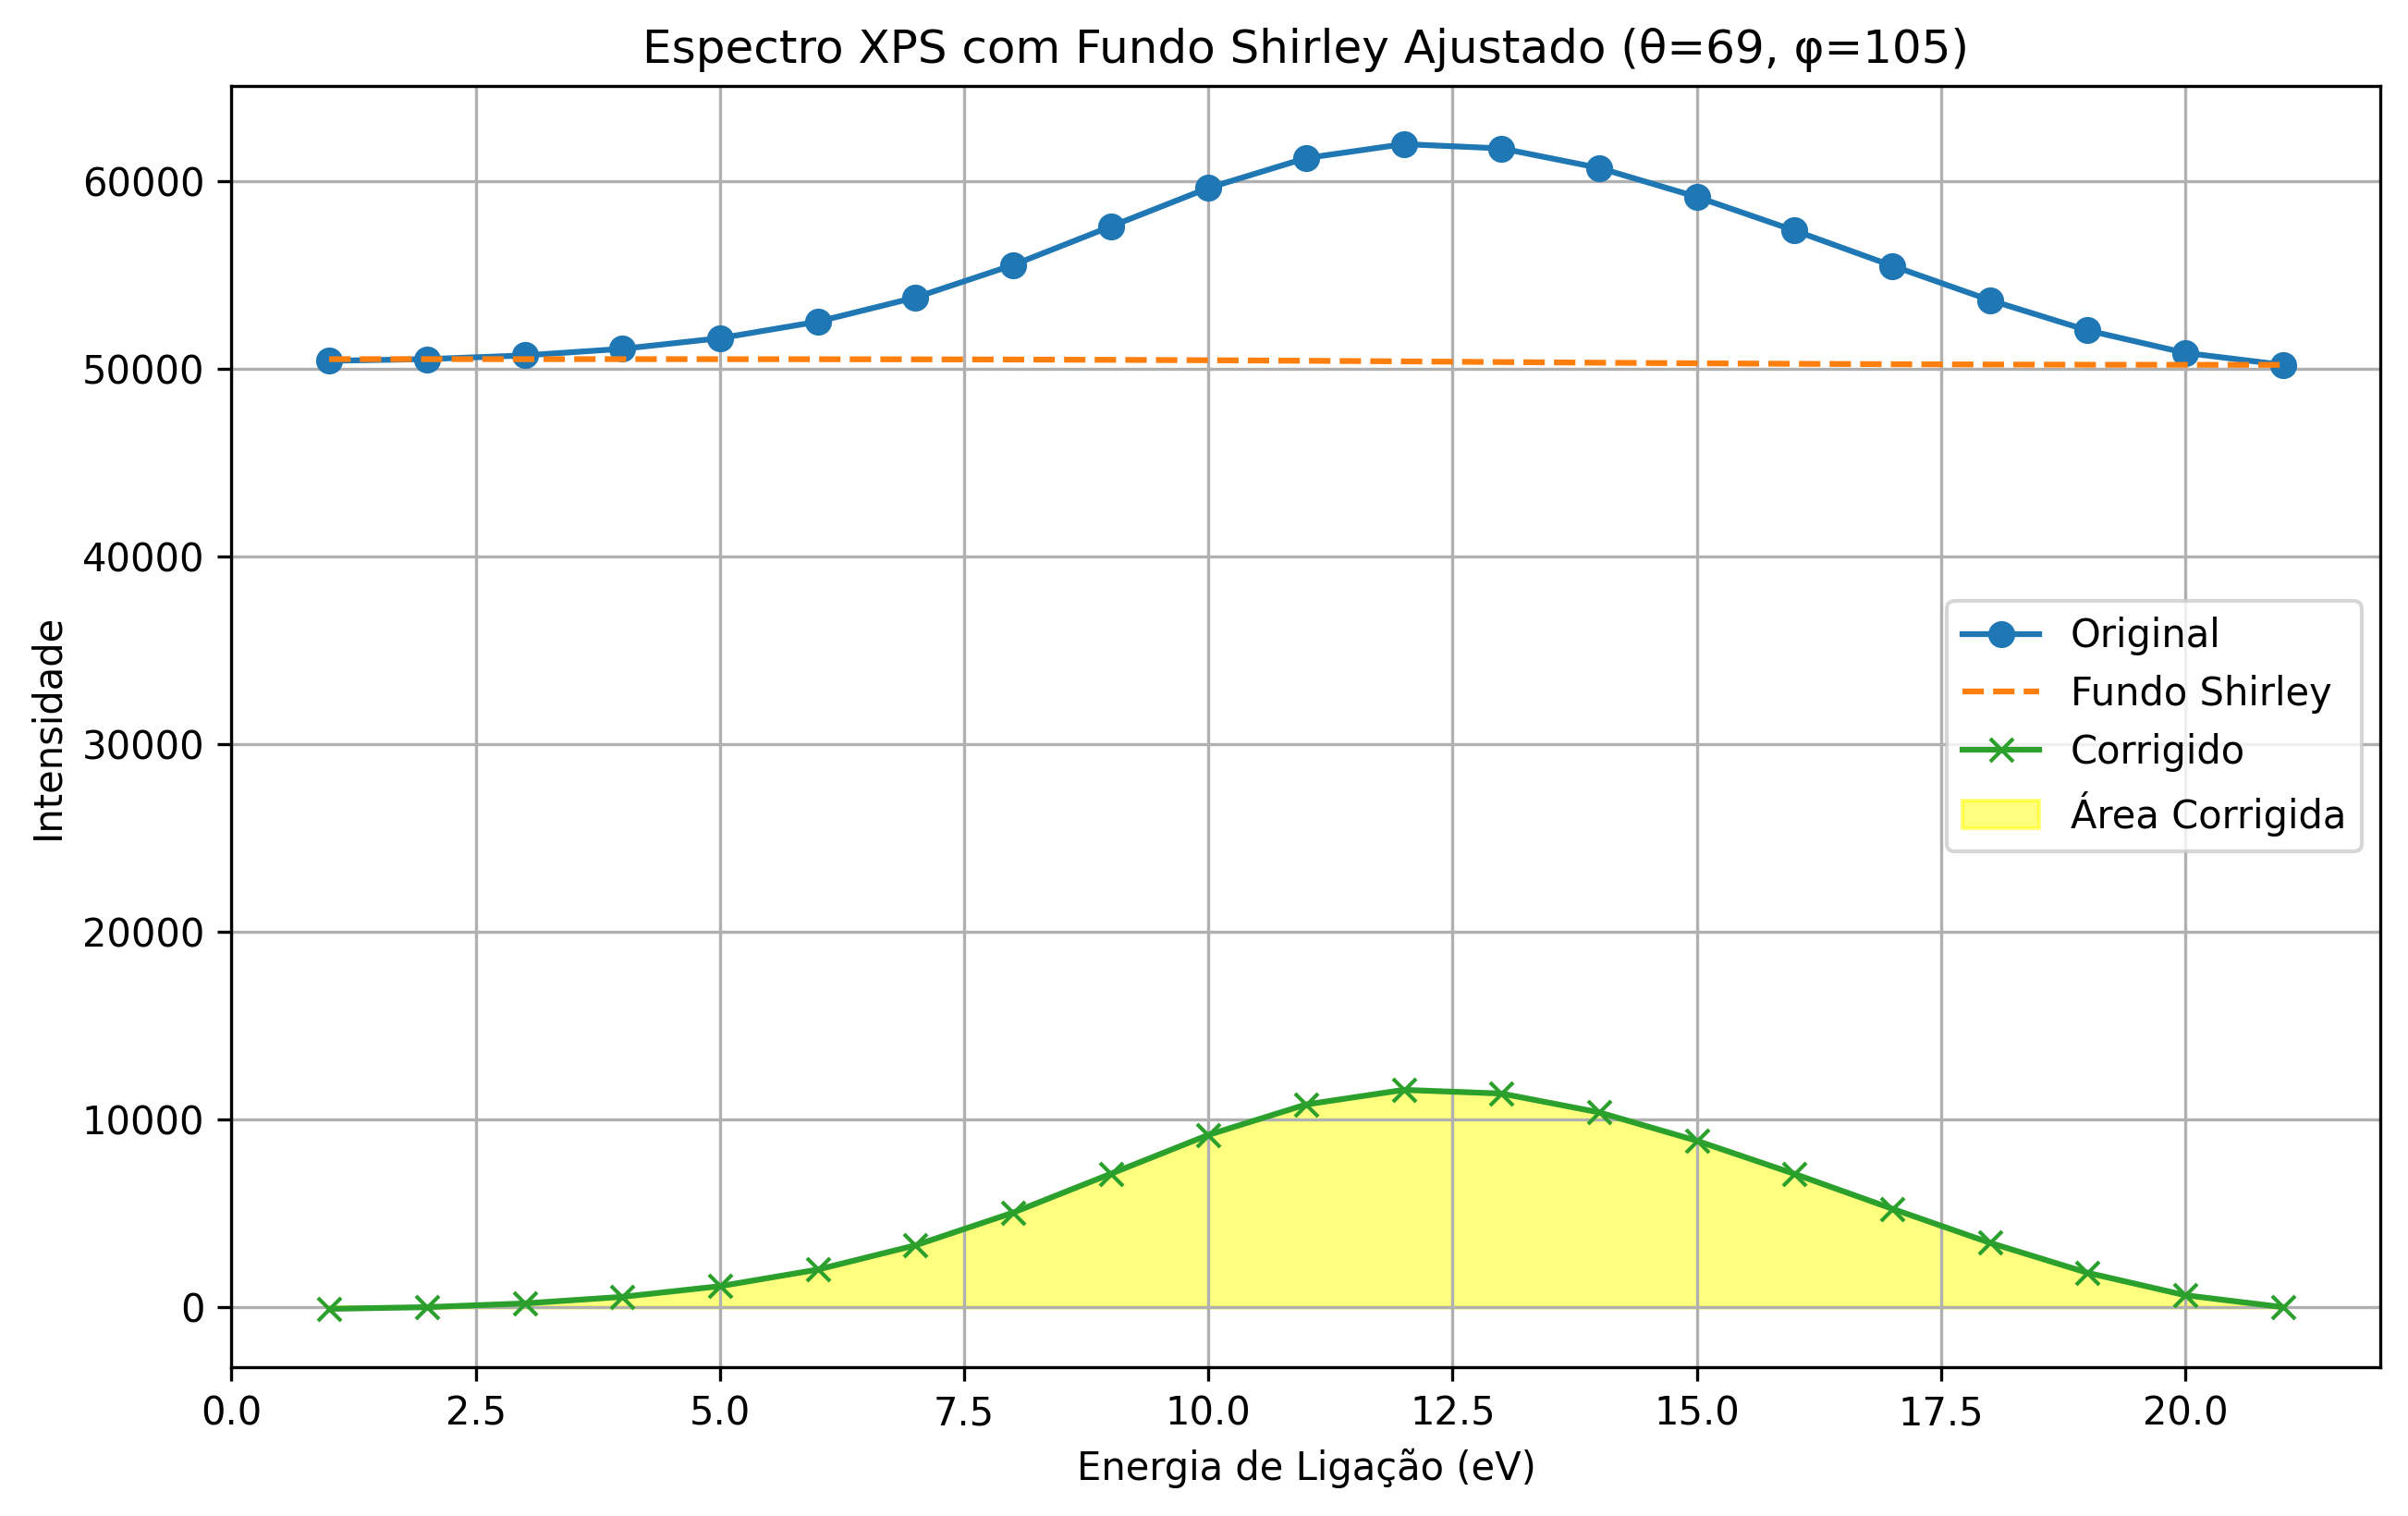 Espectro XPS com Fundo Shirley Ajustado (θ=69, φ=105)
Intensidade
60000
50000
40000
30000
20000
10000
0
Original
Fundo Shirley
Corrigido
Área Corrigida
0.0 2.5 5.0 7.5 10.0 12.5 15.0 17.5 20.0
Energia de Ligação (eV)